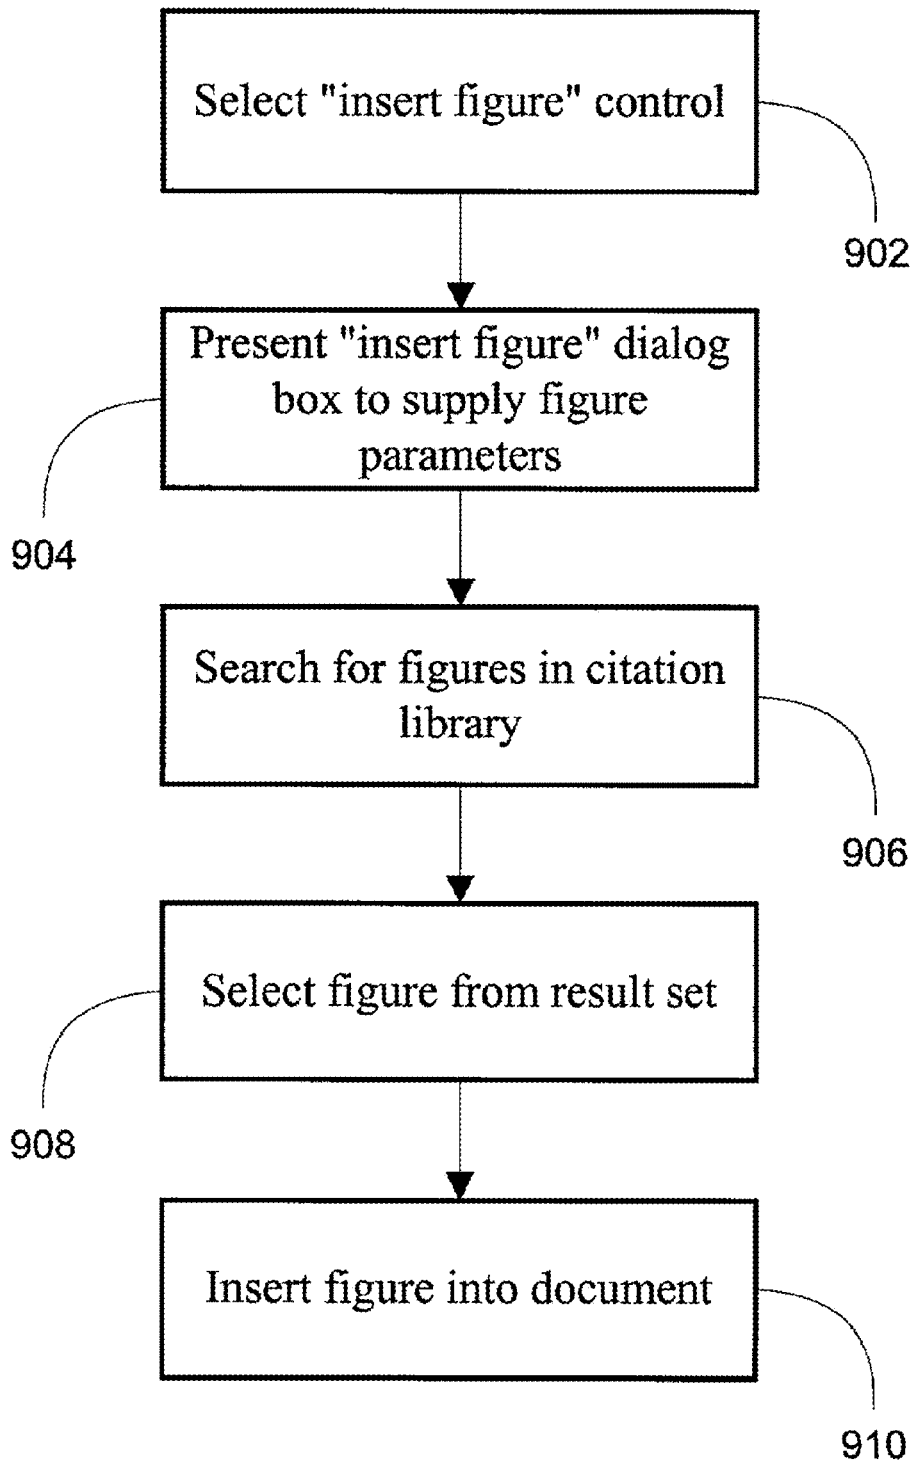 Select "insert figure" control
902
Present "insert figure" dialog
box to supply figure
parameters
904
Search for figures in citation
library
906
Select figure from result set
908
Insert figure into document
910